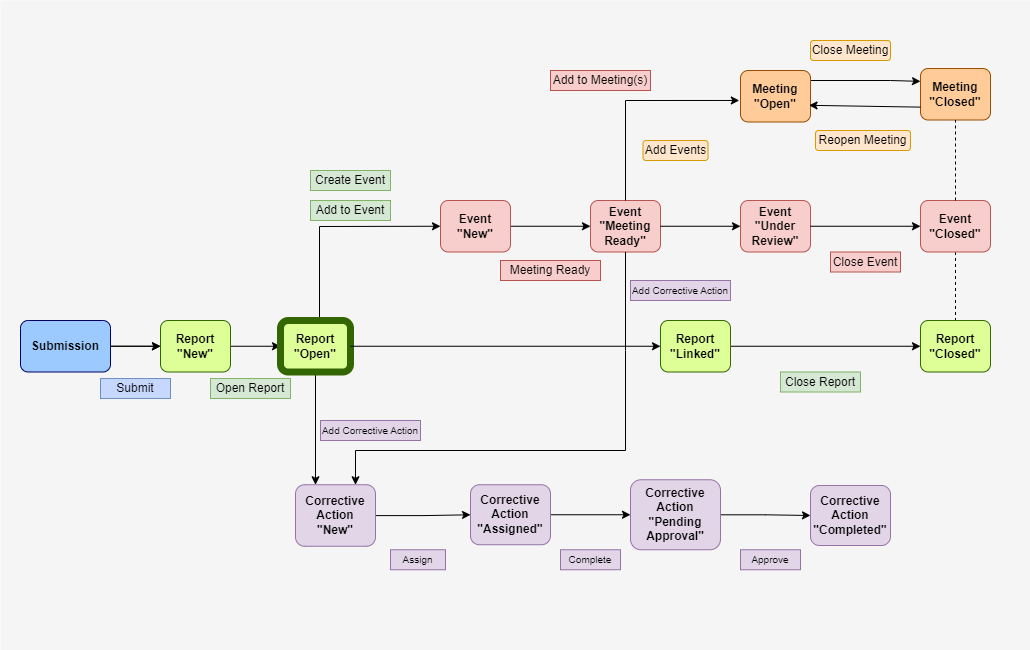 Close Meeting
Add to Meeting(s)
Meeting
"Open"
Meeting
"Closed"
Reopen Meeting
Add Events
Create Event
Add to Event
Event
"New"
Event
"Meeting
Ready"
Event
"Under
Review"
Event
"Closed"
Meeting Ready
Close Event
Add Corrective Action
Submission
Report
"New"
Report
"Open"
Report
"Linked"
Report
"Closed"
Submit
Open Report
Close Report
Add Corrective Action
Corrective
Action
"New"
Corrective
Action
"Assigned"
Corrective
Action
"Pending
Approval"
Corrective
Action
"Completed"
Assign
Complete
Approve